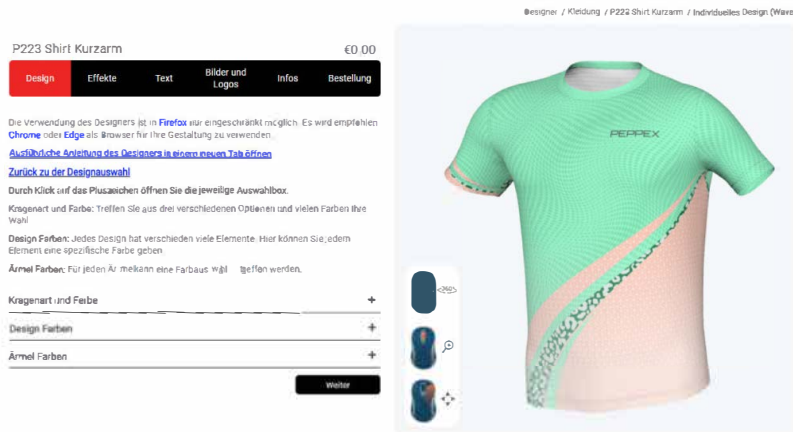 Designer / Kleidung / P223 Shirt Kurzarm / Individuelles Design (Wave
P223 Shirt Kurzarm €0.00
Design Effekte Text Bilder und Logos Infos Bestellung
Die Verwendung des Designers ist in Firefox nur eingeschränkt möglich. Es wird empfohlen
Chrome oder Edge als Browser für Ihre Gestaltung zu verwenden.
Ausführliche Anleitung des Designers in einem neuen Tab öffnen
Zurück zu der Designauswahl
Durch Klick auf das Pluszeichen öffnen Sie die jeweilige Auswahlbox.
Kragenart und Farbe: Treffen Sie aus drei verschiedenen Optionen und vielen Farben Ihre
Wahl
Design Farben: Jedes Design hat verschieden viele Elemente. Hier können Sie jedem
Element eine spezifische Farbe geben
Ärmel Farben: Für jeden Ärmel kann eine Farbauswahl treffen werden.
Kragenart und Farbe +
Design Farben +
Ärmel Farben +
Weiter
PEPPEX
360°